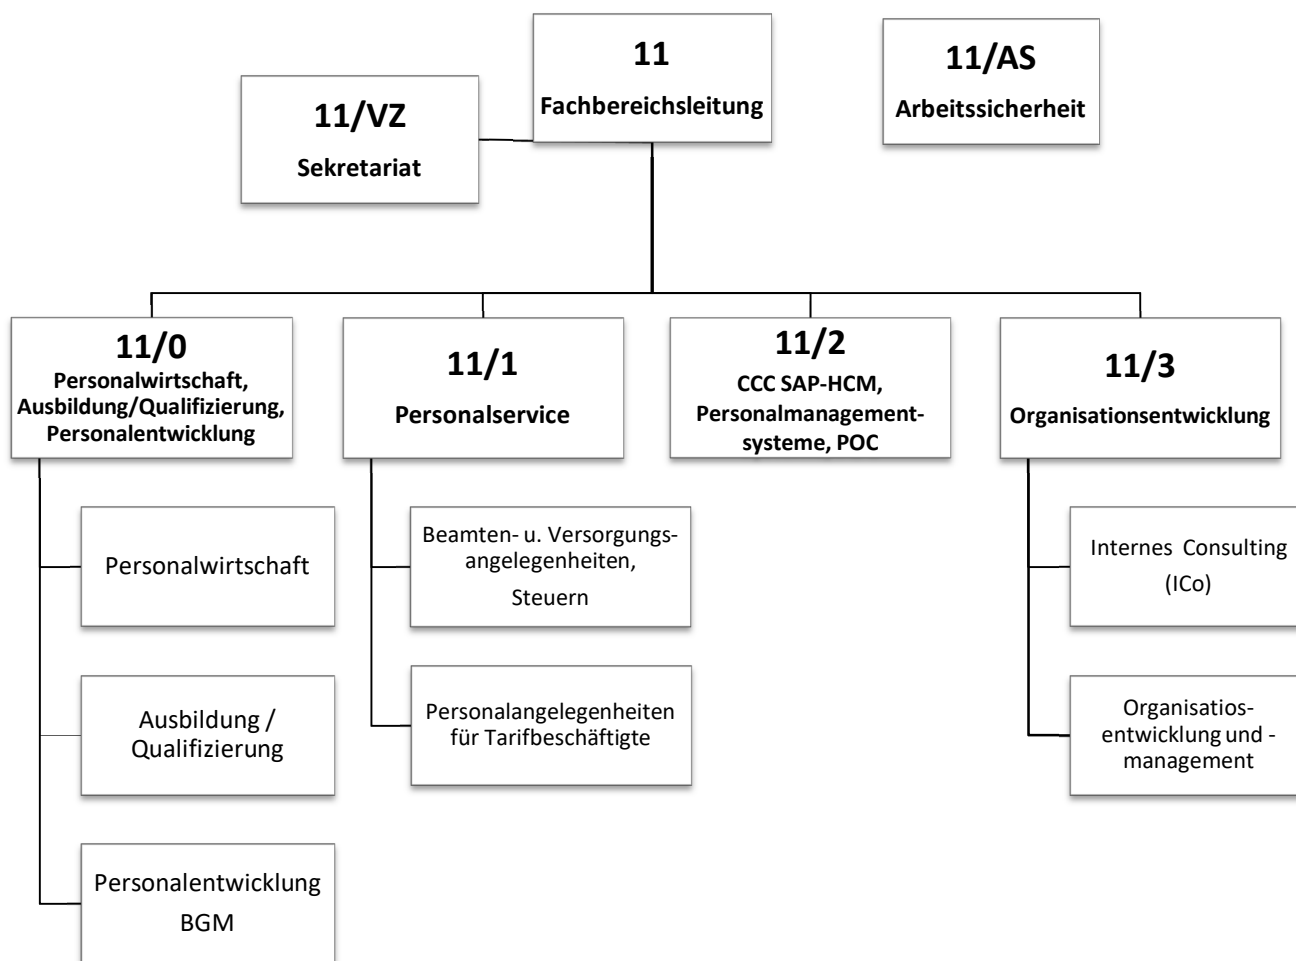 11
Fachbereichsleitung
11/AS
Arbeitssicherheit
11/VZ
Sekretariat
11/0
Personalwirtschaft,
Ausbildung/Qualifizierung,
Personalentwicklung
11/1
Personalservice
11/2
CCC SAP-HCM,
Personalmanagement-
systeme, POC
11/3
Organisationsentwicklung
Personalwirtschaft
Ausbildung /
Qualifizierung
Personalentwicklung
BGM
Beamten- u. Versorgungs-
angelegenheiten,
Steuern
Personalangelegenheiten
für Tarifbeschäftigte
Internes Consulting
(ICo)
Organisatios-
entwicklung und -
management